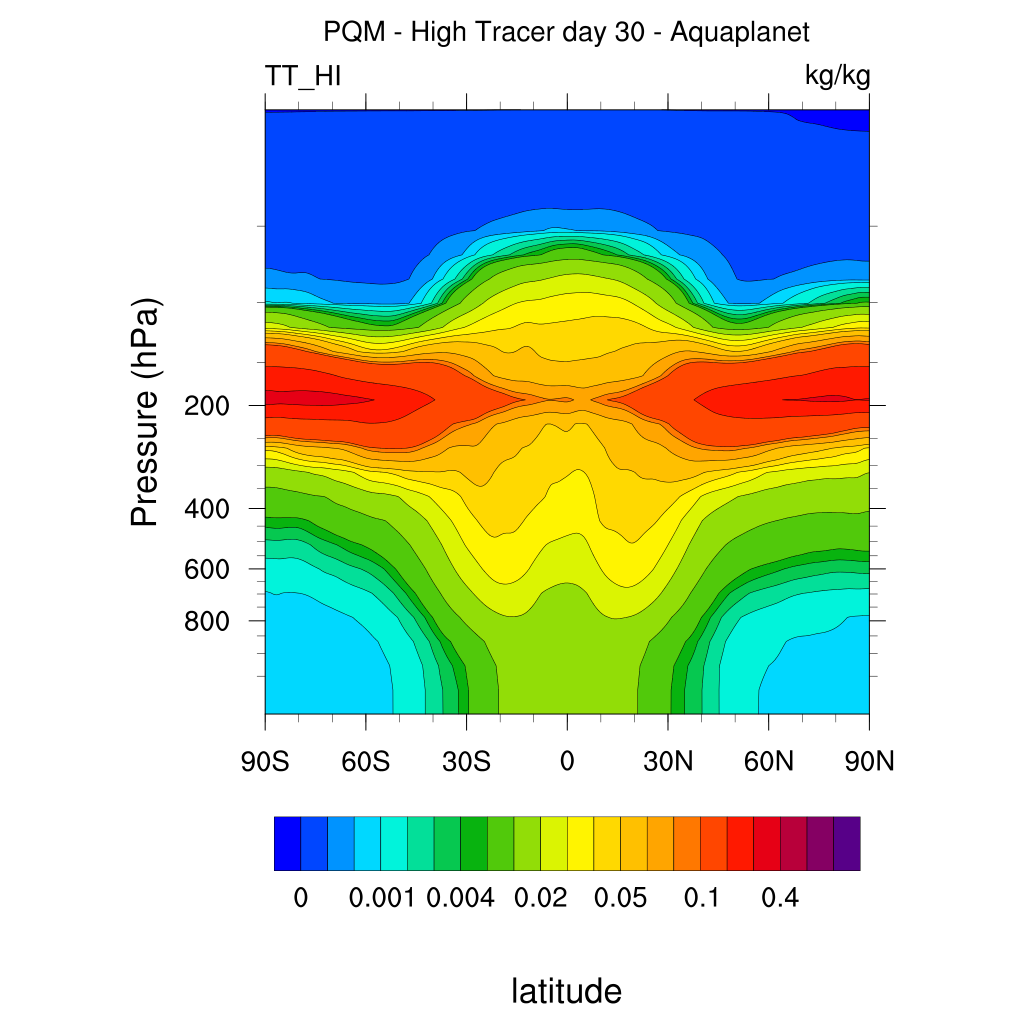 PQM - High Tracer day 30 - Aquaplanet
TT_HI kg/kg
Pressure (hPa)
200
400
600
800
90S 60S 30S 0 30N 60N 90N
0 0.001 0.004 0.02 0.05 0.1 0.4
latitude